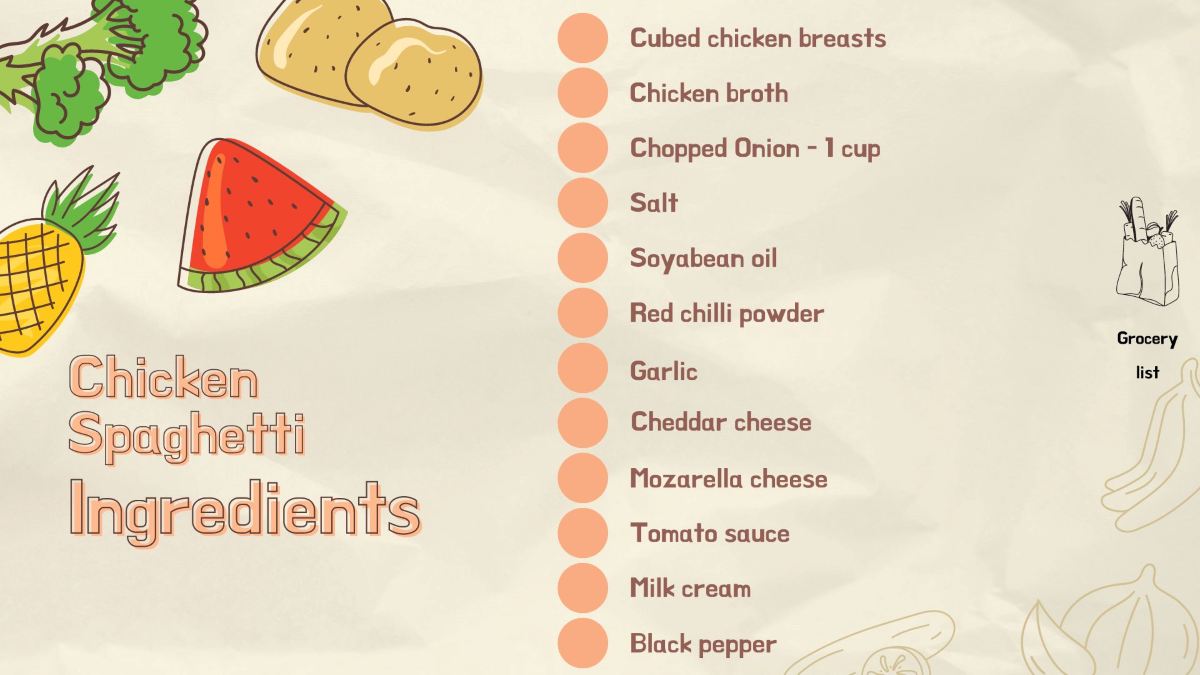 Chicken
Spaghetti
Ingredients
Cubed chicken breasts
Chicken broth
Chopped Onion - 1 cup
Salt
Soyabean oil
Red chilli powder
Garlic
Cheddar cheese
Mozarella cheese
Tomato sauce
Milk cream
Black pepper
Grocery
list